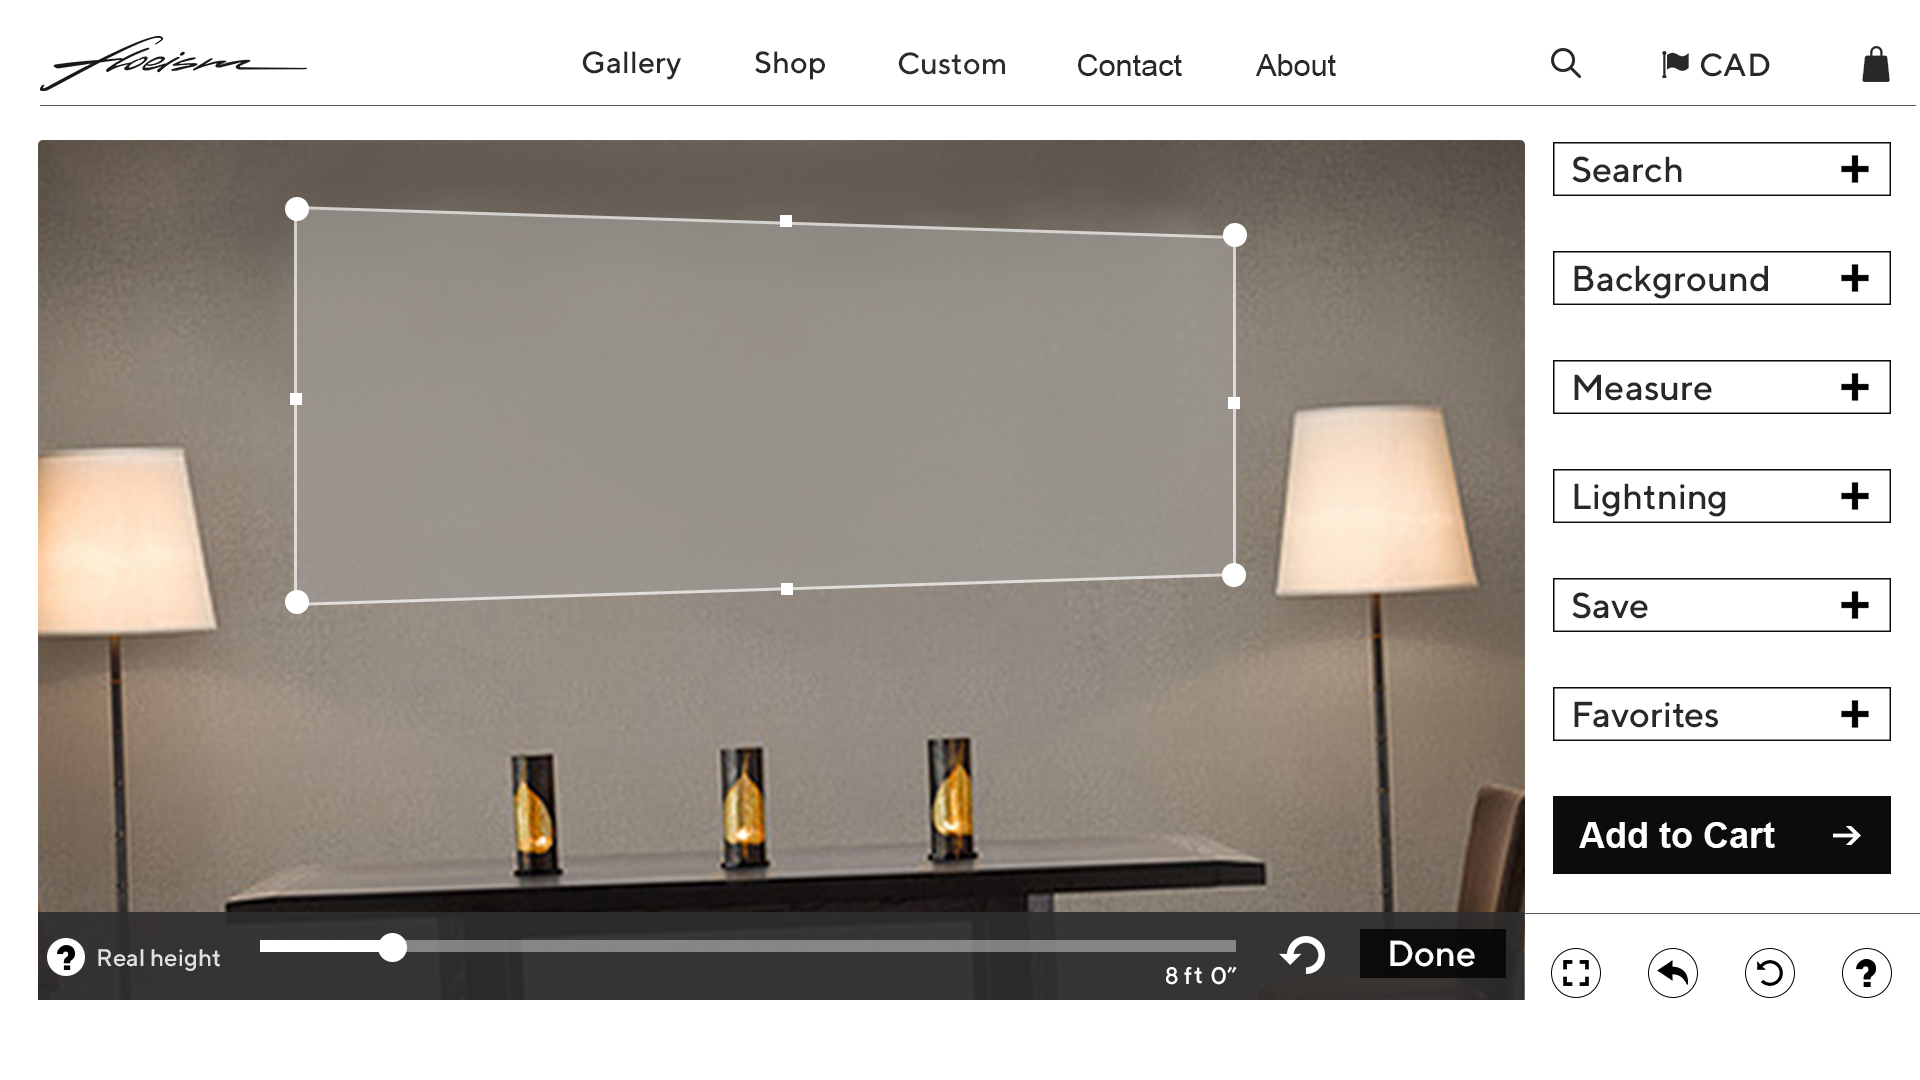 floeism
Gallery
Shop
Custom
Contact
About
CAD
Search
Background
Measure
Lightning
Save
Favorites
Add to Cart
? Real height
8 ft 0”
Done
?